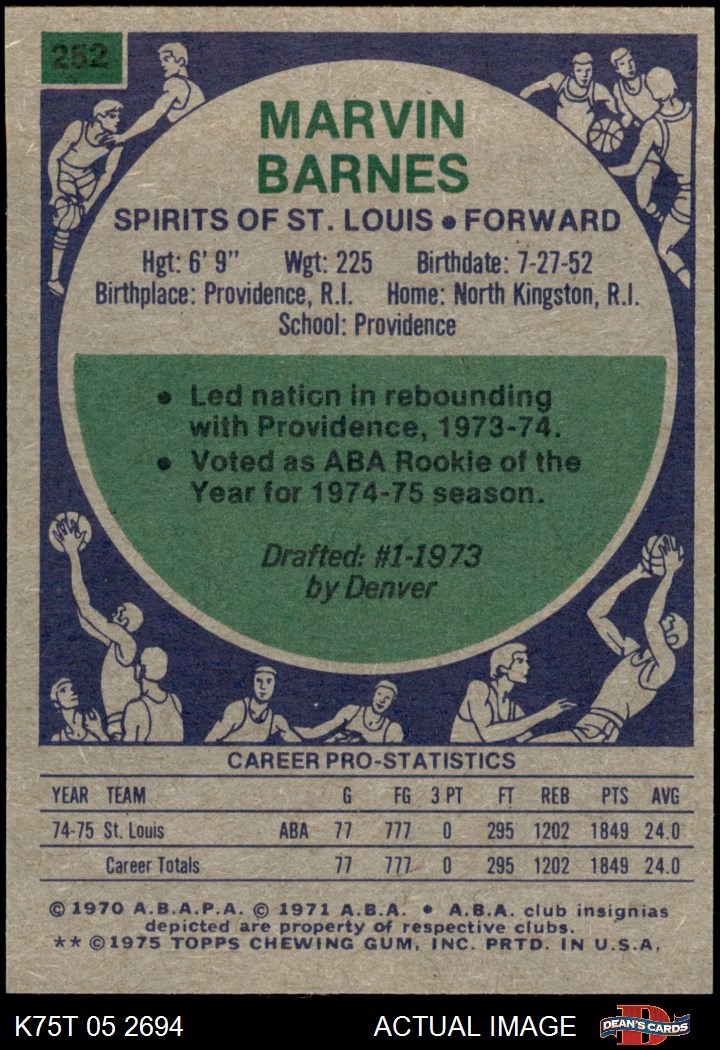 252
MARVIN
BARNES
SPIRITS OF ST. LOUIS • FORWARD
Hgt: 6' 9" Wgt: 225 Birthdate: 7-27-52
Birthplace: Providence, R.I. Home: North Kingston, R.I.
School: Providence
• Led nation in rebounding
with Providence, 1973-74.
• Voted as ABA Rookie of the
Year for 1974-75 season.
Drafted: #1-1973
by Denver
CAREER PRO-STATISTICS
YEAR TEAM G FG 3 PT FT REB PTS AVG
74-75 St. Louis ABA 77 777 0 295 1202 1849 24.0
Career Totals 77 777 0 295 1202 1849 24.0
© 1970 A.B.A.P.A. © 1971 A.B.A. • A.B.A. club insignias
depicted are property of respective clubs.
** ©1975 TOPPS CHEWING GUM, INC. PRTD. IN U.S.A.
K75T 05 2694 ACTUAL IMAGE DEAN'S CARDS